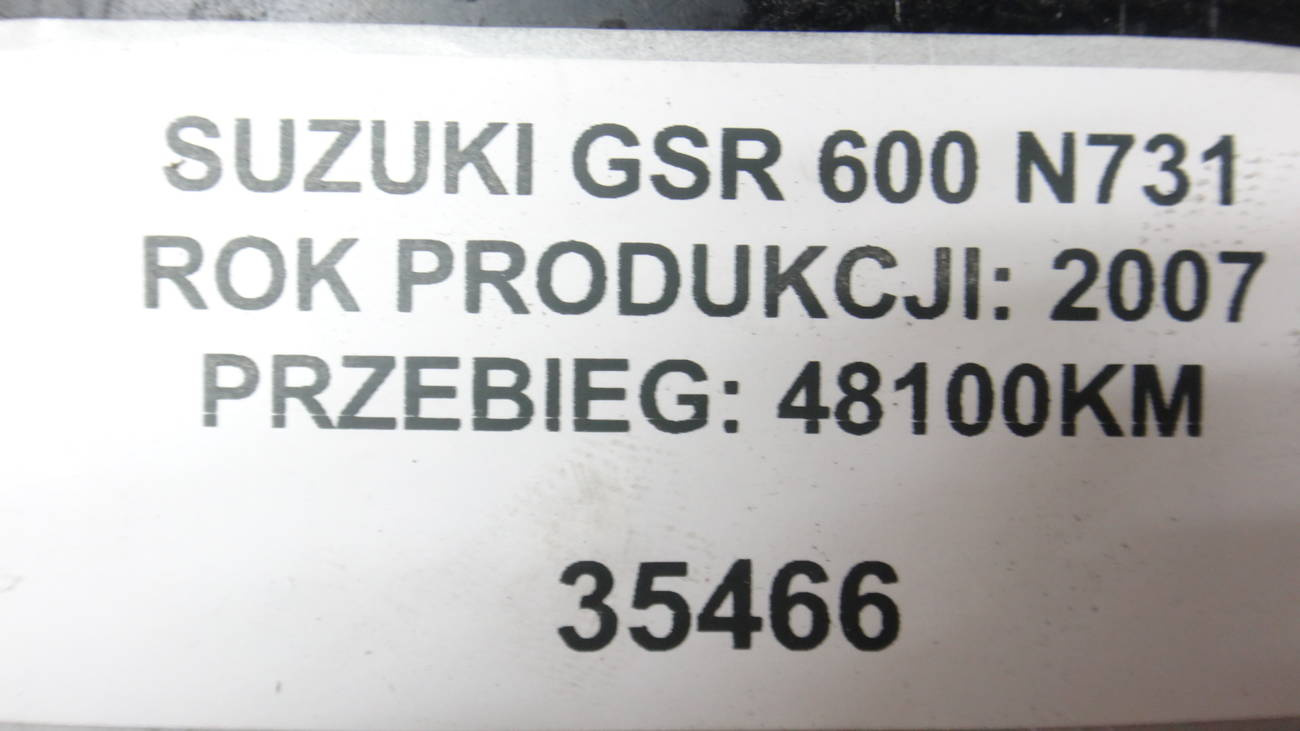 SUZUKI GSR 600 N731
ROK PRODUKCJI: 2007
PRZEBIEG: 48100KM
35466